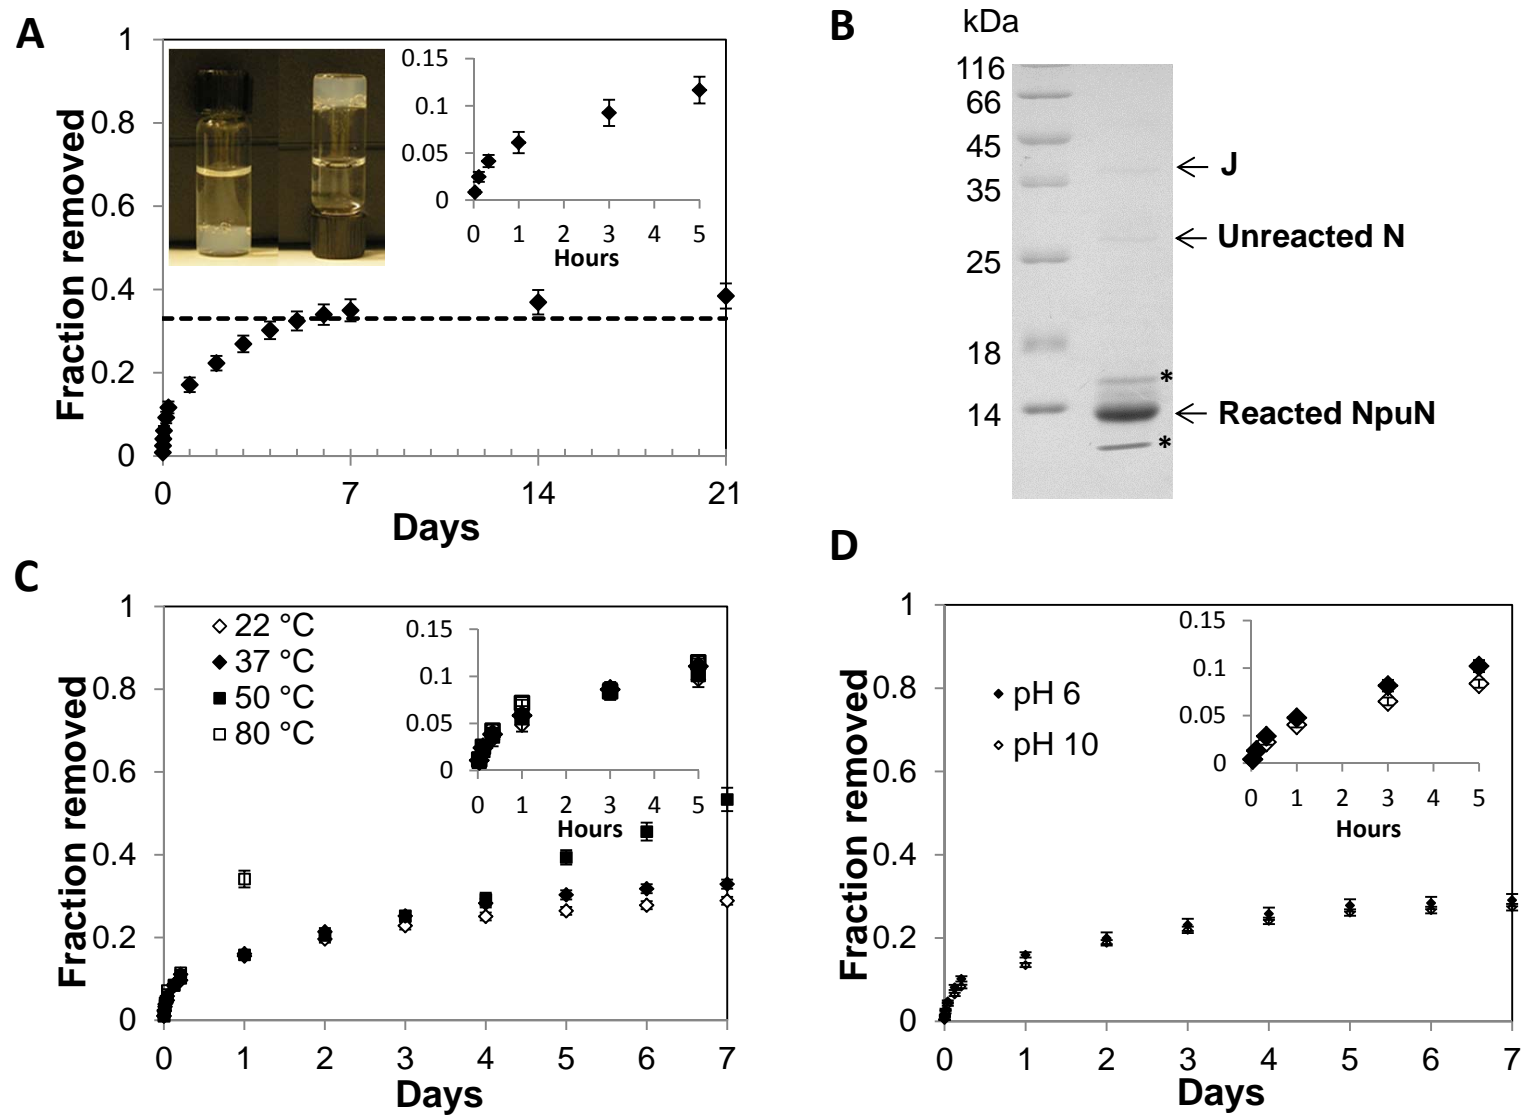 A
Fraction removed
1
0.8
0.6
0.4
0.2
0
0 7 14 21
Days
0.15
0.1
0.05
0
0 1 2 3 4 5
Hours
B
kDa
116
66
45
35
25
18
14
J
Unreacted N
*
Reacted NpuN
*
C
Fraction removed
1
0.8
0.6
0.4
0.2
0
22 °C
37 °C
50 °C
80 °C
0.15
0.1
0.05
0
0 1 2 3 4 5
Hours
0 1 2 3 4 5 6 7
Days
D
Fraction removed
1
0.8
0.6
0.4
0.2
0
pH 6
pH 10
0.15
0.1
0.05
0
0 1 2 3 4 5
Hours
0 1 2 3 4 5 6 7
Days